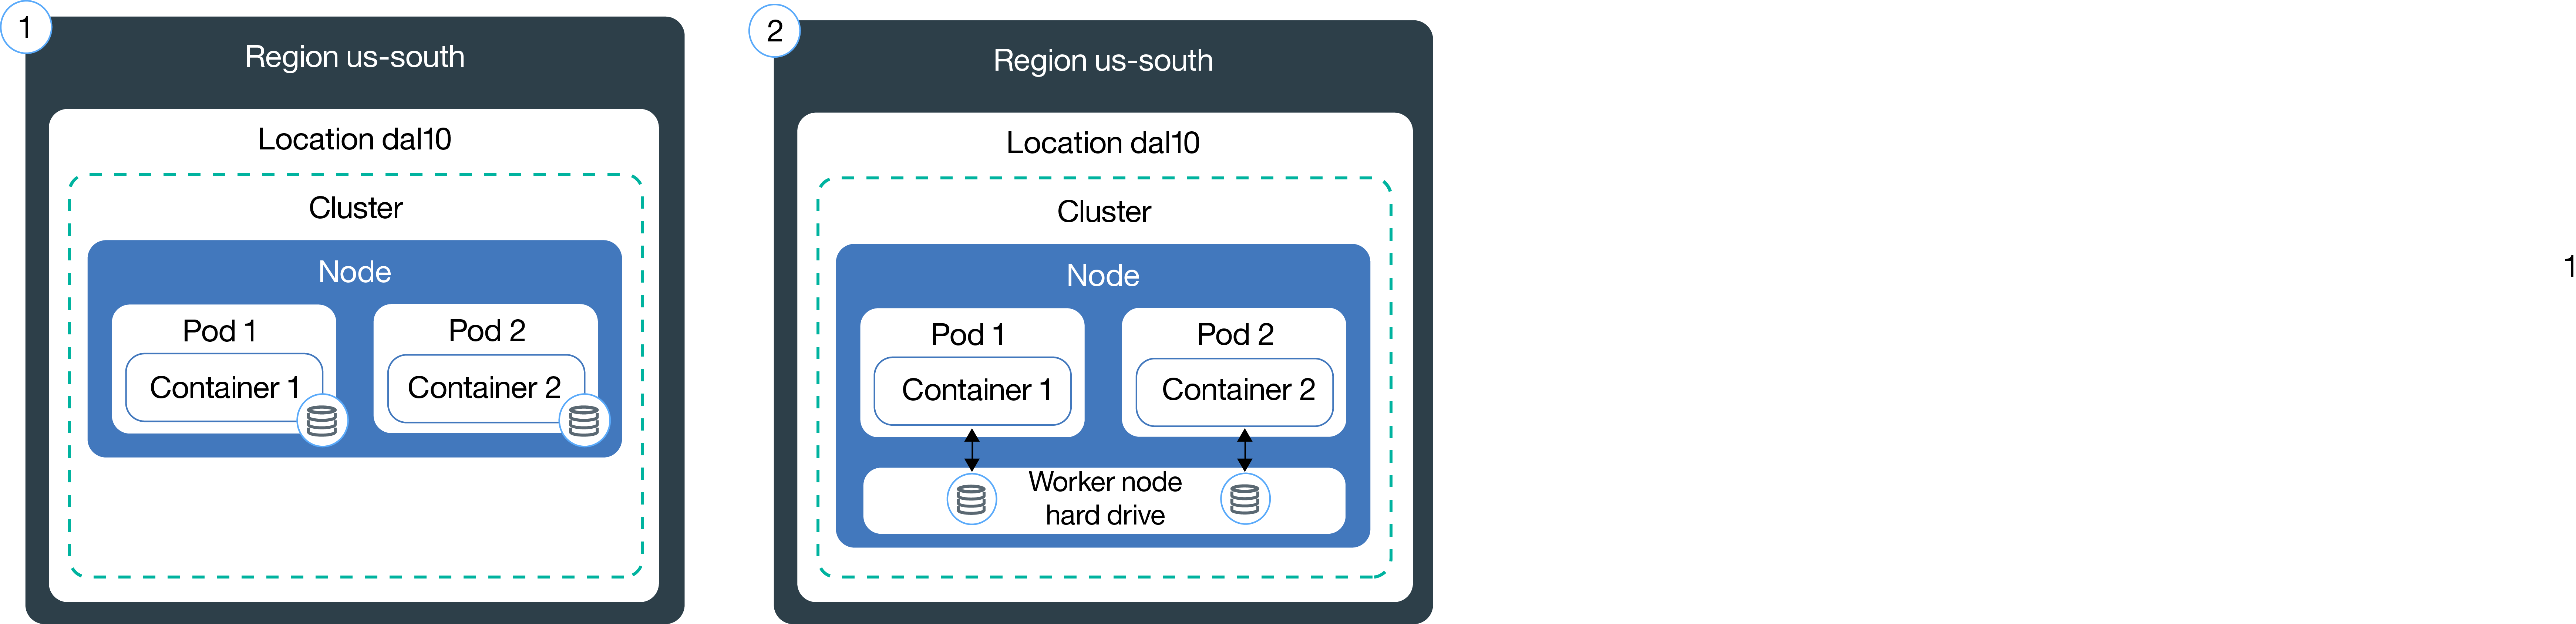 1
Region us-south
Location dal10
Cluster
Node
Pod 1
Container 1
Pod 2
Container 2
2
Region us-south
Location dal10
Cluster
Node
Pod 1
Container 1
Pod 2
Container 2
Worker node
hard drive
1